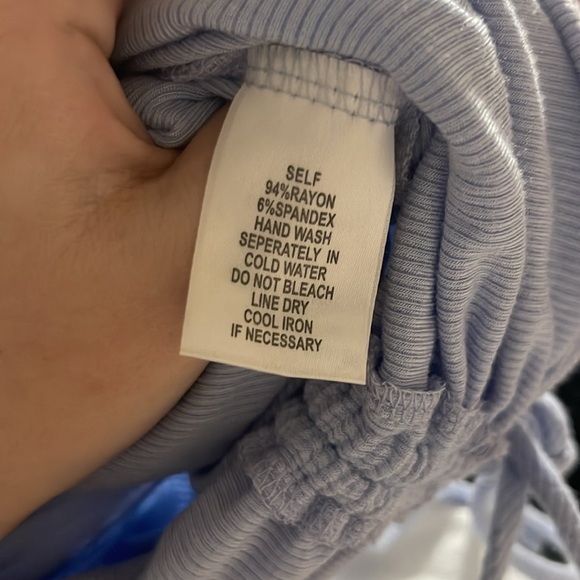 SELF
94%RAYON
6%SPANDEX
HAND WASH
SEPERATELY IN
COLD WATER
DO NOT BLEACH
LINE DRY
COOL IRON
IF NECESSARY